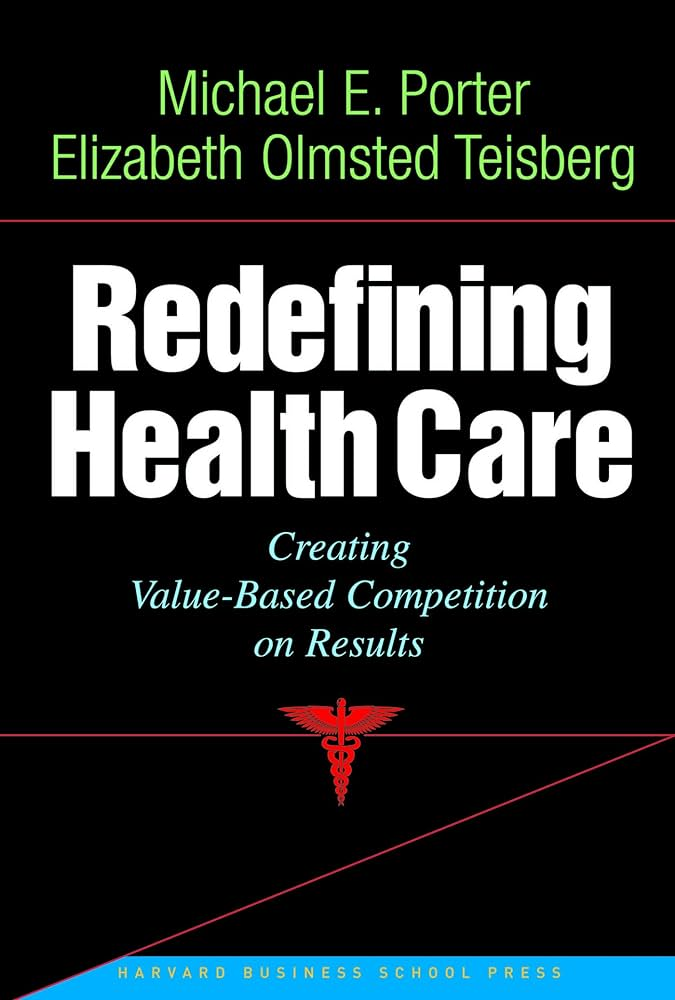 Michael E. Porter
Elizabeth Olmsted Teisberg
Redefining
Health Care
Creating
Value-Based Competition
on Results
HARVARD BUSINESS SCHOOL PRESS